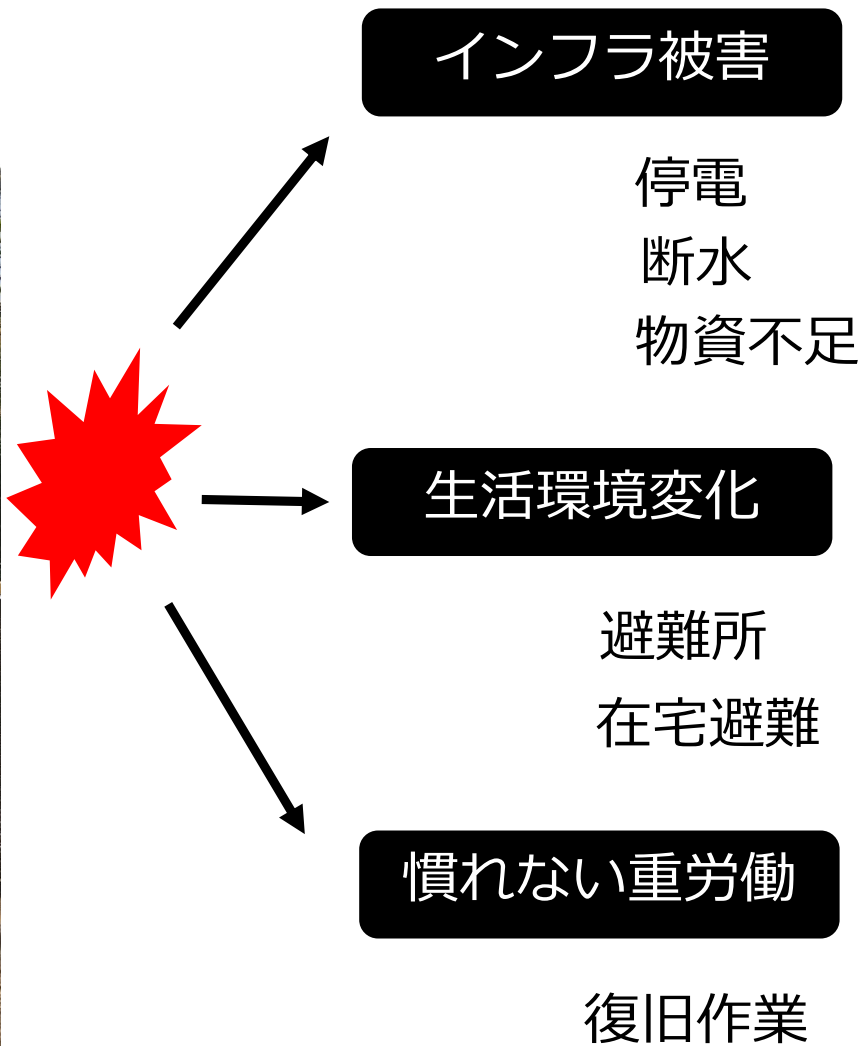 インフラ被害
停電
断水
物資不足
生活環境変化
避難所
在宅避難
慣れない重労働
復旧作業